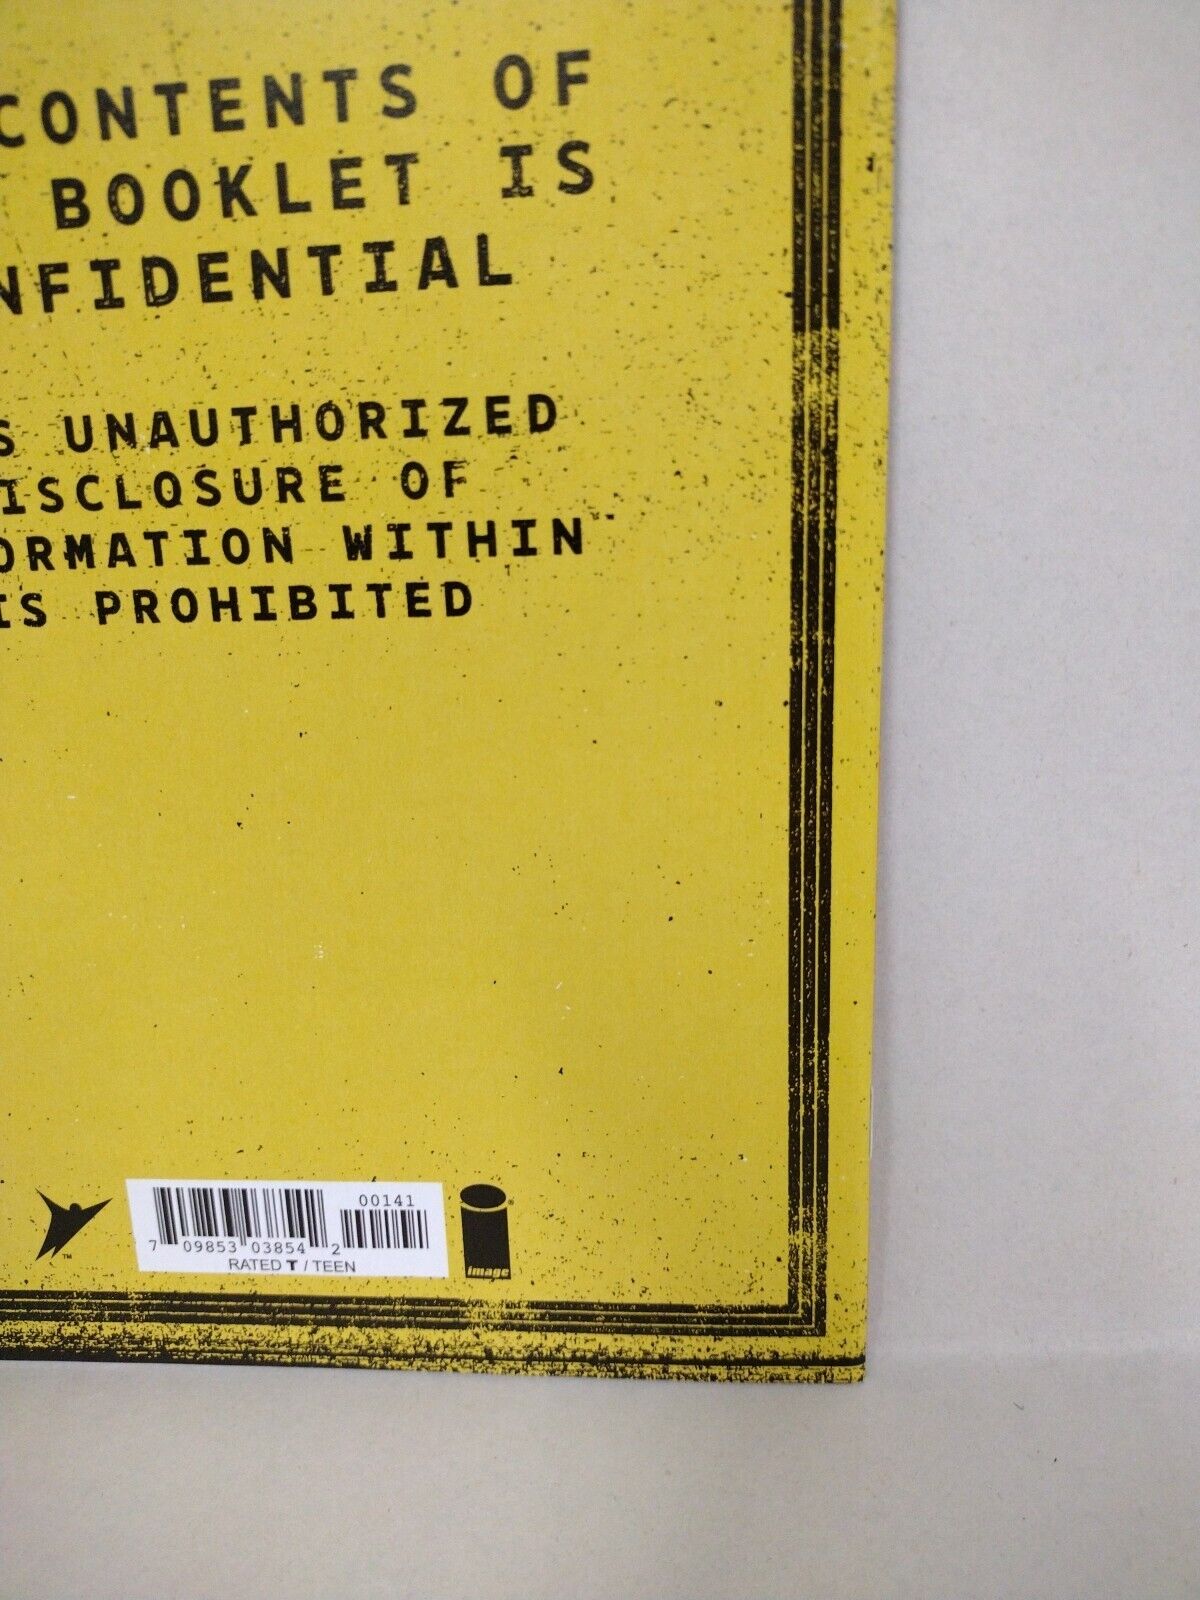 CONTENTS OF
BOOKLET IS
NFIDENTIAL
S UNAUTHORIZED
ISCLOSURE OF
ORMATION WITHIN
IS PROHIBITED
TM
00141
7 09853 03854 2
RATED T / TEEN
®
image